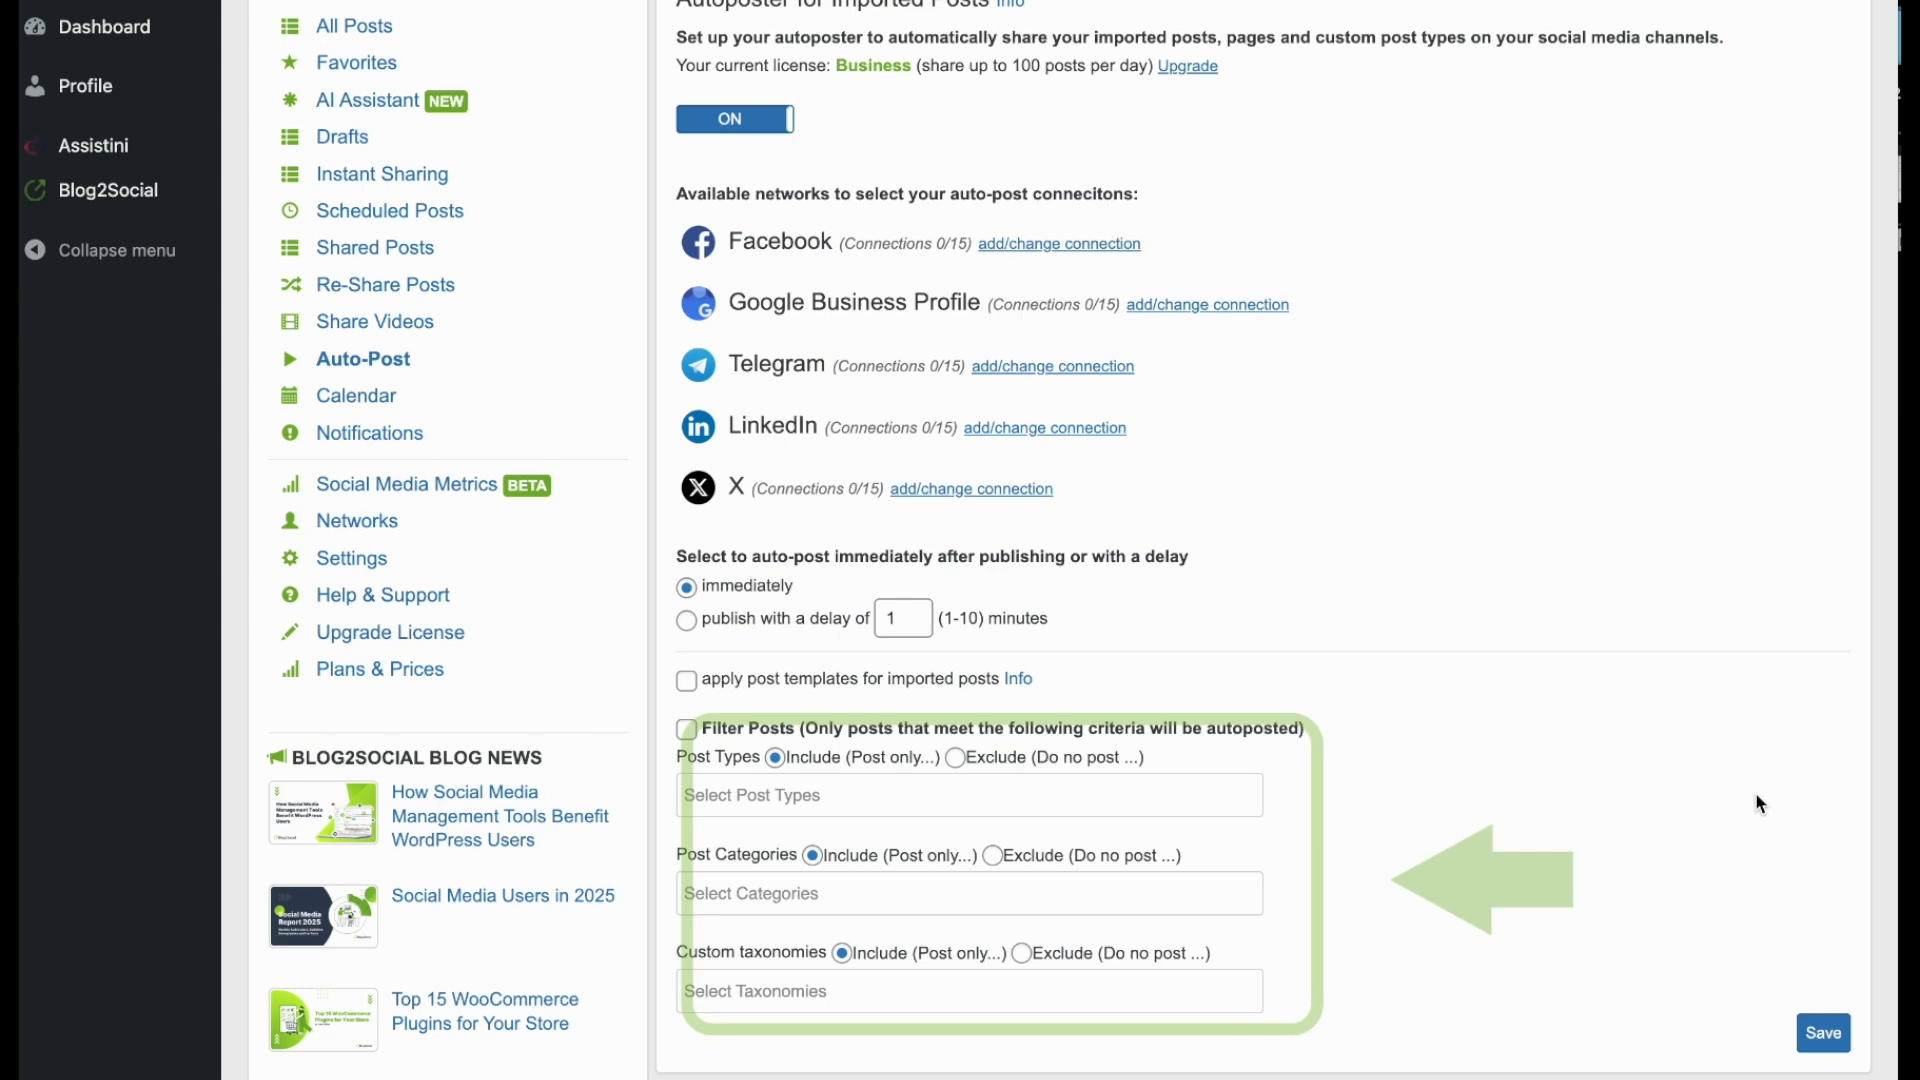 Dashboard
Profile
Assistini
Blog2Social
Collapse menu
All Posts
Favorites
AI Assistant NEW
Drafts
Instant Sharing
Scheduled Posts
Shared Posts
Re-Share Posts
Share Videos
Auto-Post
Calendar
Notifications
Social Media Metrics BETA
Networks
Settings
Help & Support
Upgrade License
Plans & Prices
BLOG2SOCIAL BLOG NEWS
How Social Media
Management Tools Benefit
WordPress Users
Social Media Users in 2025
Social Media
Report 2025
Top 15 WooCommerce
Plugins for Your Store
Autoposter for Imported Posts Info
Set up your autoposter to automatically share your imported posts, pages and custom post types on your social media channels.
Your current license: Business (share up to 100 posts per day) Upgrade
ON
Available networks to select your auto-post connecitons:
Facebook (Connections 0/15) add/change connection
Google Business Profile (Connections 0/15) add/change connection
Telegram (Connections 0/15) add/change connection
LinkedIn (Connections 0/15) add/change connection
X (Connections 0/15) add/change connection
Select to auto-post immediately after publishing or with a delay
immediately
publish with a delay of 1 (1-10) minutes
apply post templates for imported posts Info
Filter Posts (Only posts that meet the following criteria will be autoposted)
Post Types Include (Post only...) Exclude (Do no post ...)
Select Post Types
Post Categories Include (Post only...) Exclude (Do no post ...)
Select Categories
Custom taxonomies Include (Post only...) Exclude (Do no post ...)
Select Taxonomies
Save